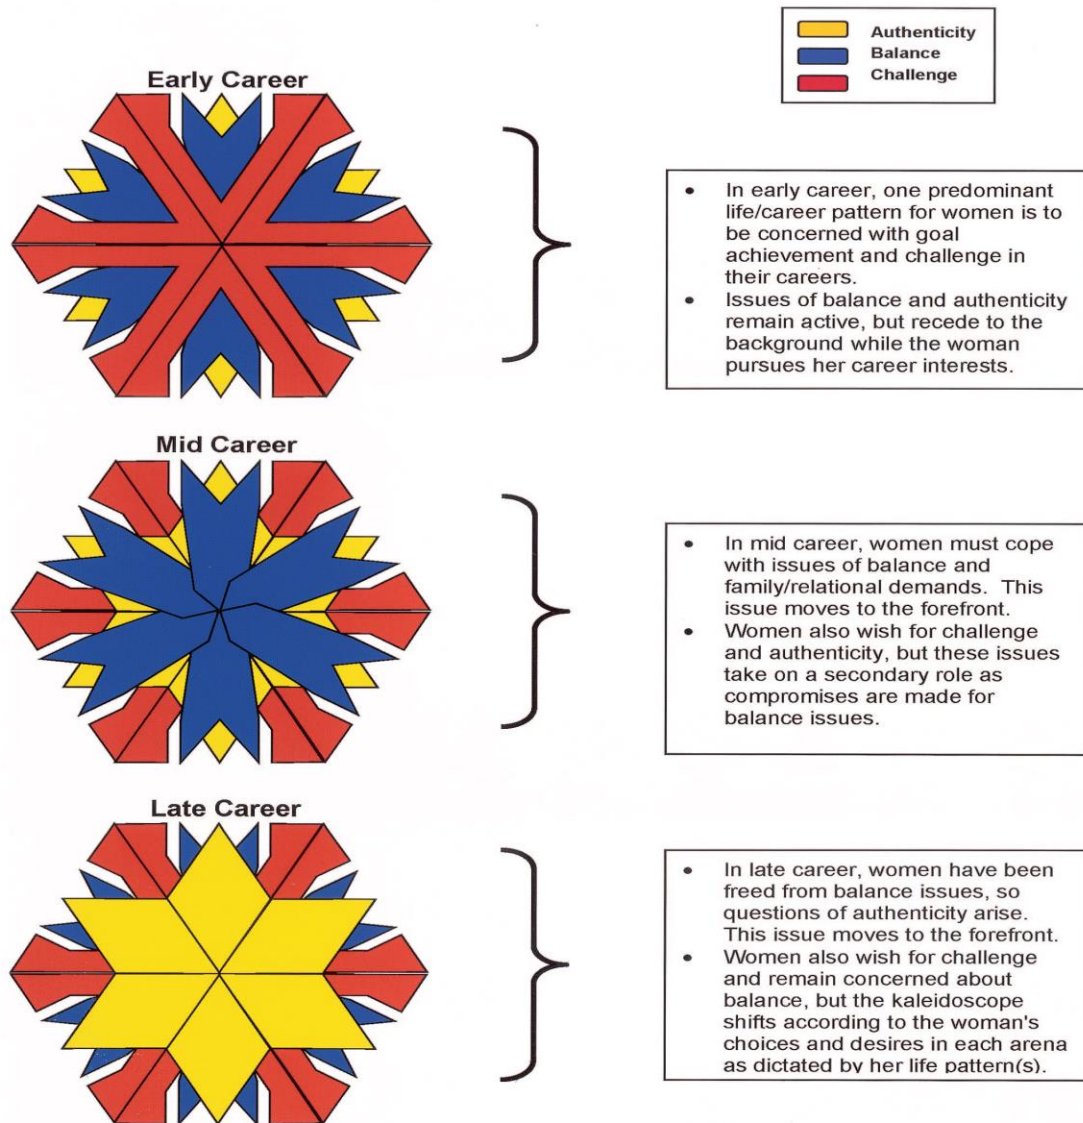 Authenticity
Balance
Challenge
Early Career
• In early career, one predominant
life/career pattern for women is to
be concerned with goal
achievement and challenge in
their careers.
• Issues of balance and authenticity
remain active, but recede to the
background while the woman
pursues her career interests.
Mid Career
• In mid career, women must cope
with issues of balance and
family/relational demands. This
issue moves to the forefront.
• Women also wish for challenge
and authenticity, but these issues
take on a secondary role as
compromises are made for
balance issues.
Late Career
• In late career, women have been
freed from balance issues, so
questions of authenticity arise.
This issue moves to the forefront.
• Women also wish for challenge
and remain concerned about
balance, but the kaleidoscope
shifts according to the woman's
choices and desires in each arena
as dictated by her life pattern(s).